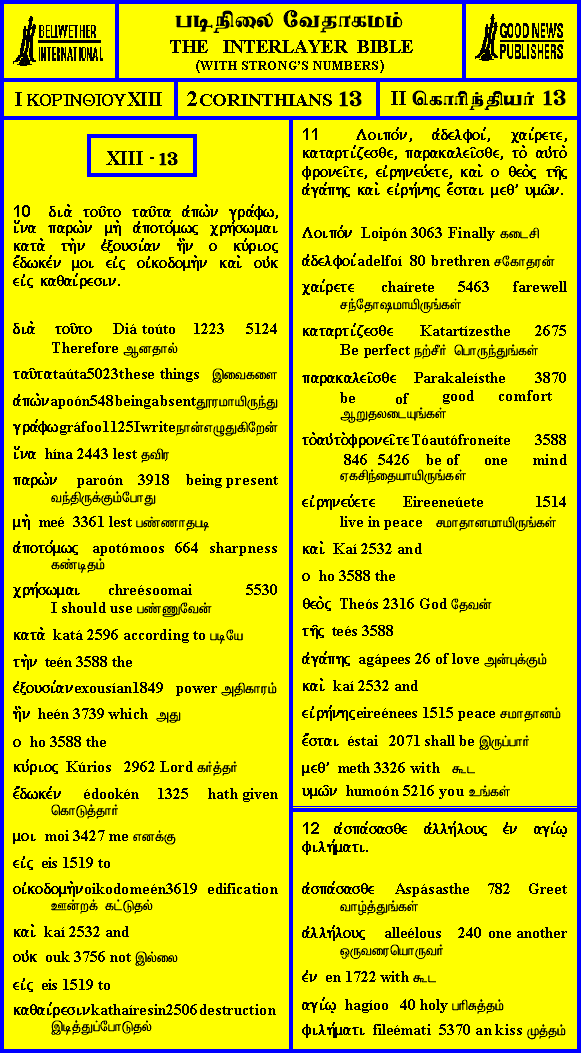 BELLWETHER
INTERNATIONAL
படிநிலை வேதாகமம்
THE INTERLAYER BIBLE
(WITH STRONG'S NUMBERS)
GOOD NEWS
PUBLISHERS
I ΚΟΡΙΝΘΙΟΥ XIII
2 CORINTHIANS 13
II கொரிந்தியர் 13
XIII - 13
10 διὰ τοῦτο ταῦτα ἀπὼν γράφω,
ἵνα παρὼν μὴ ἀποτόμως χρήσωμαι
κατὰ τὴν ἐξουσίαν ἣν ο κύριος
ἔδωκέν μοι εἰς οἰκοδομὴν καὶ οὐκ
εἰς καθαίρεσιν.
διὰ τοῦτο Diá toúto 1223 5124
Therefore ஆனதால்
ταῦτα taúta 5023 these things இவைகளை
ἀπὼν apoón 548 being absent தூரமாயிருந்து
γράφω gráfoo 1125 I write நான் எழுதுகிறேன்
ἵνα hína 2443 lest தவிர
παρὼν paroón 3918 being present
வந்திருக்கும்போது
μὴ meé 3361 lest பண்ணாதபடி
ἀποτόμως apotómoos 664 sharpness
கண்டிதம்
χρήσωμαι chreésoomai 5530
I should use பண்ணுவேன்
κατὰ katá 2596 according to படியே
τὴν teén 3588 the
ἐξουσίαν exousían 1849 power அதிகாரம்
ἣν heén 3739 which அது
ο ho 3588 the
κύριος Kúrios 2962 Lord கர்த்தர்
ἔδωκέν édookén 1325 hath given
கொடுத்தார்
μοι moi 3427 me எனக்கு
εἰς eis 1519 to
οἰκοδομὴν oikodomeén 3619 edification
ஊன்றக் கட்டுதல்
καὶ kaí 2532 and
οὐκ ouk 3756 not இல்லை
εἰς eis 1519 to
καθαίρεσιν kathaíresin 2506 destruction
இடித்துப்போடுதல்
11 Λοιπόν, ἀδελφοί, χαίρετε,
καταρτίζεσθε, παρακαλεῖσθε, τὸ αὐτὸ
φρονεῖτε, εἰρηνεύετε, καὶ ο θεὸς τῆς
ἀγάπης καὶ εἰρήνης ἔσται μεθ' υμῶν.
Λοιπόν Loipón 3063 Finally கடைசி
ἀδελφοί adelfoí 80 brethren சகோதரன்
χαίρετε chaírete 5463 farewell
சந்தோஷமாயிருங்கள்
καταρτίζεσθε Katartízesthe 2675
Be perfect நற்சீர் பொருந்துங்கள்
παρακαλεῖσθε Parakaleísthe 3870
be of good comfort
ஆறுதலடையுங்கள்
τὸ αὐτὸ φρονεῖτε Tó autó froneíte 3588
846 5426 be of one mind
ஏகசிந்தையாயிருங்கள்
εἰρηνεύετε Eireeneúete 1514
live in peace சமாதானமாயிருங்கள்
καὶ Kaí 2532 and
ο ho 3588 the
θεὸς Theós 2316 God தேவன்
τῆς teés 3588
ἀγάπης agápees 26 of love அன்புக்கும்
καὶ kaí 2532 and
εἰρήνης eireénees 1515 peace சமாதானம்
ἔσται éstai 2071 shall be இருப்பார்
μεθ' meth 3326 with கூட
υμῶν humoón 5216 you உங்கள்
12 ἀσπάσασθε ἀλλήλους ἐν αγίῳ
φιλήματι.
ἀσπάσασθε Aspásasthe 782 Greet
வாழ்த்துங்கள்
ἀλλήλους alleélous 240 one another
ஒருவரையொருவர்
ἐν en 1722 with கூட
αγίῳ hagíoo 40 holy பரிசுத்தம்
φιλήματι fileémati 5370 an kiss முத்தம்